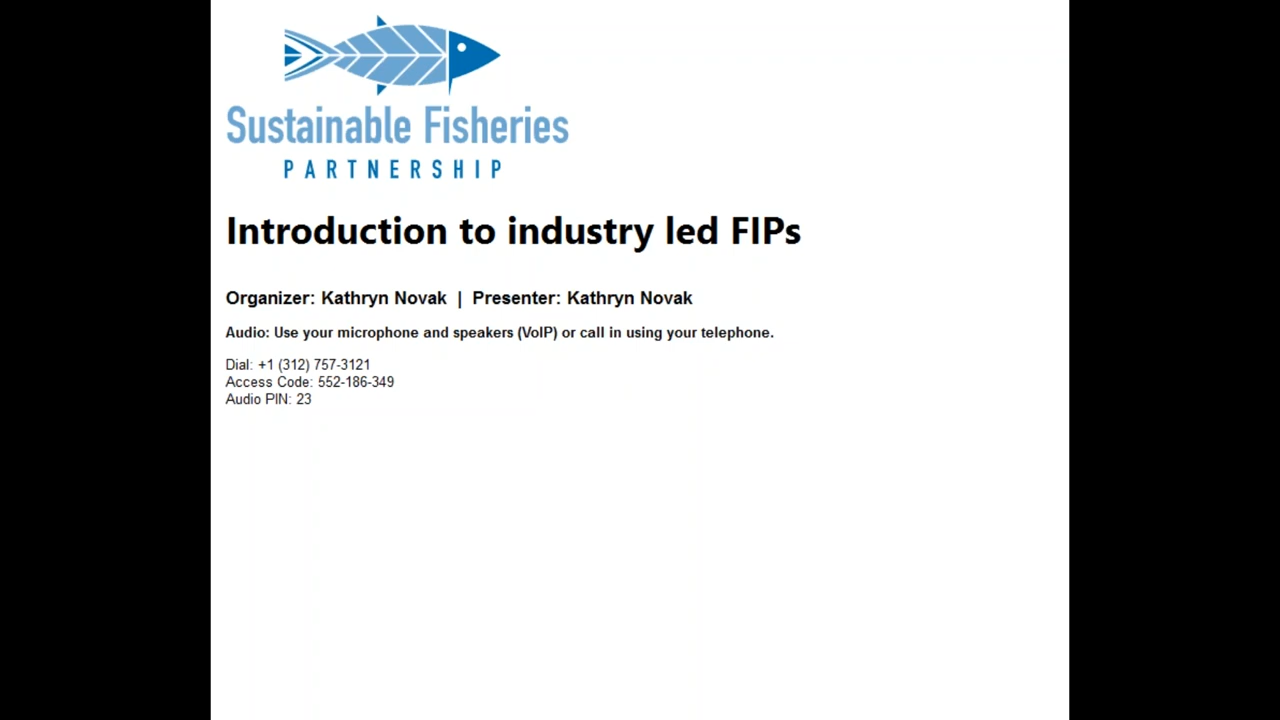 Sustainable Fisheries
PARTNERSHIP
Introduction to industry led FIPs
Organizer: Kathryn Novak | Presenter: Kathryn Novak
Audio: Use your microphone and speakers (VoIP) or call in using your telephone.
Dial: +1 (312) 757-3121
Access Code: 552-186-349
Audio PIN: 23